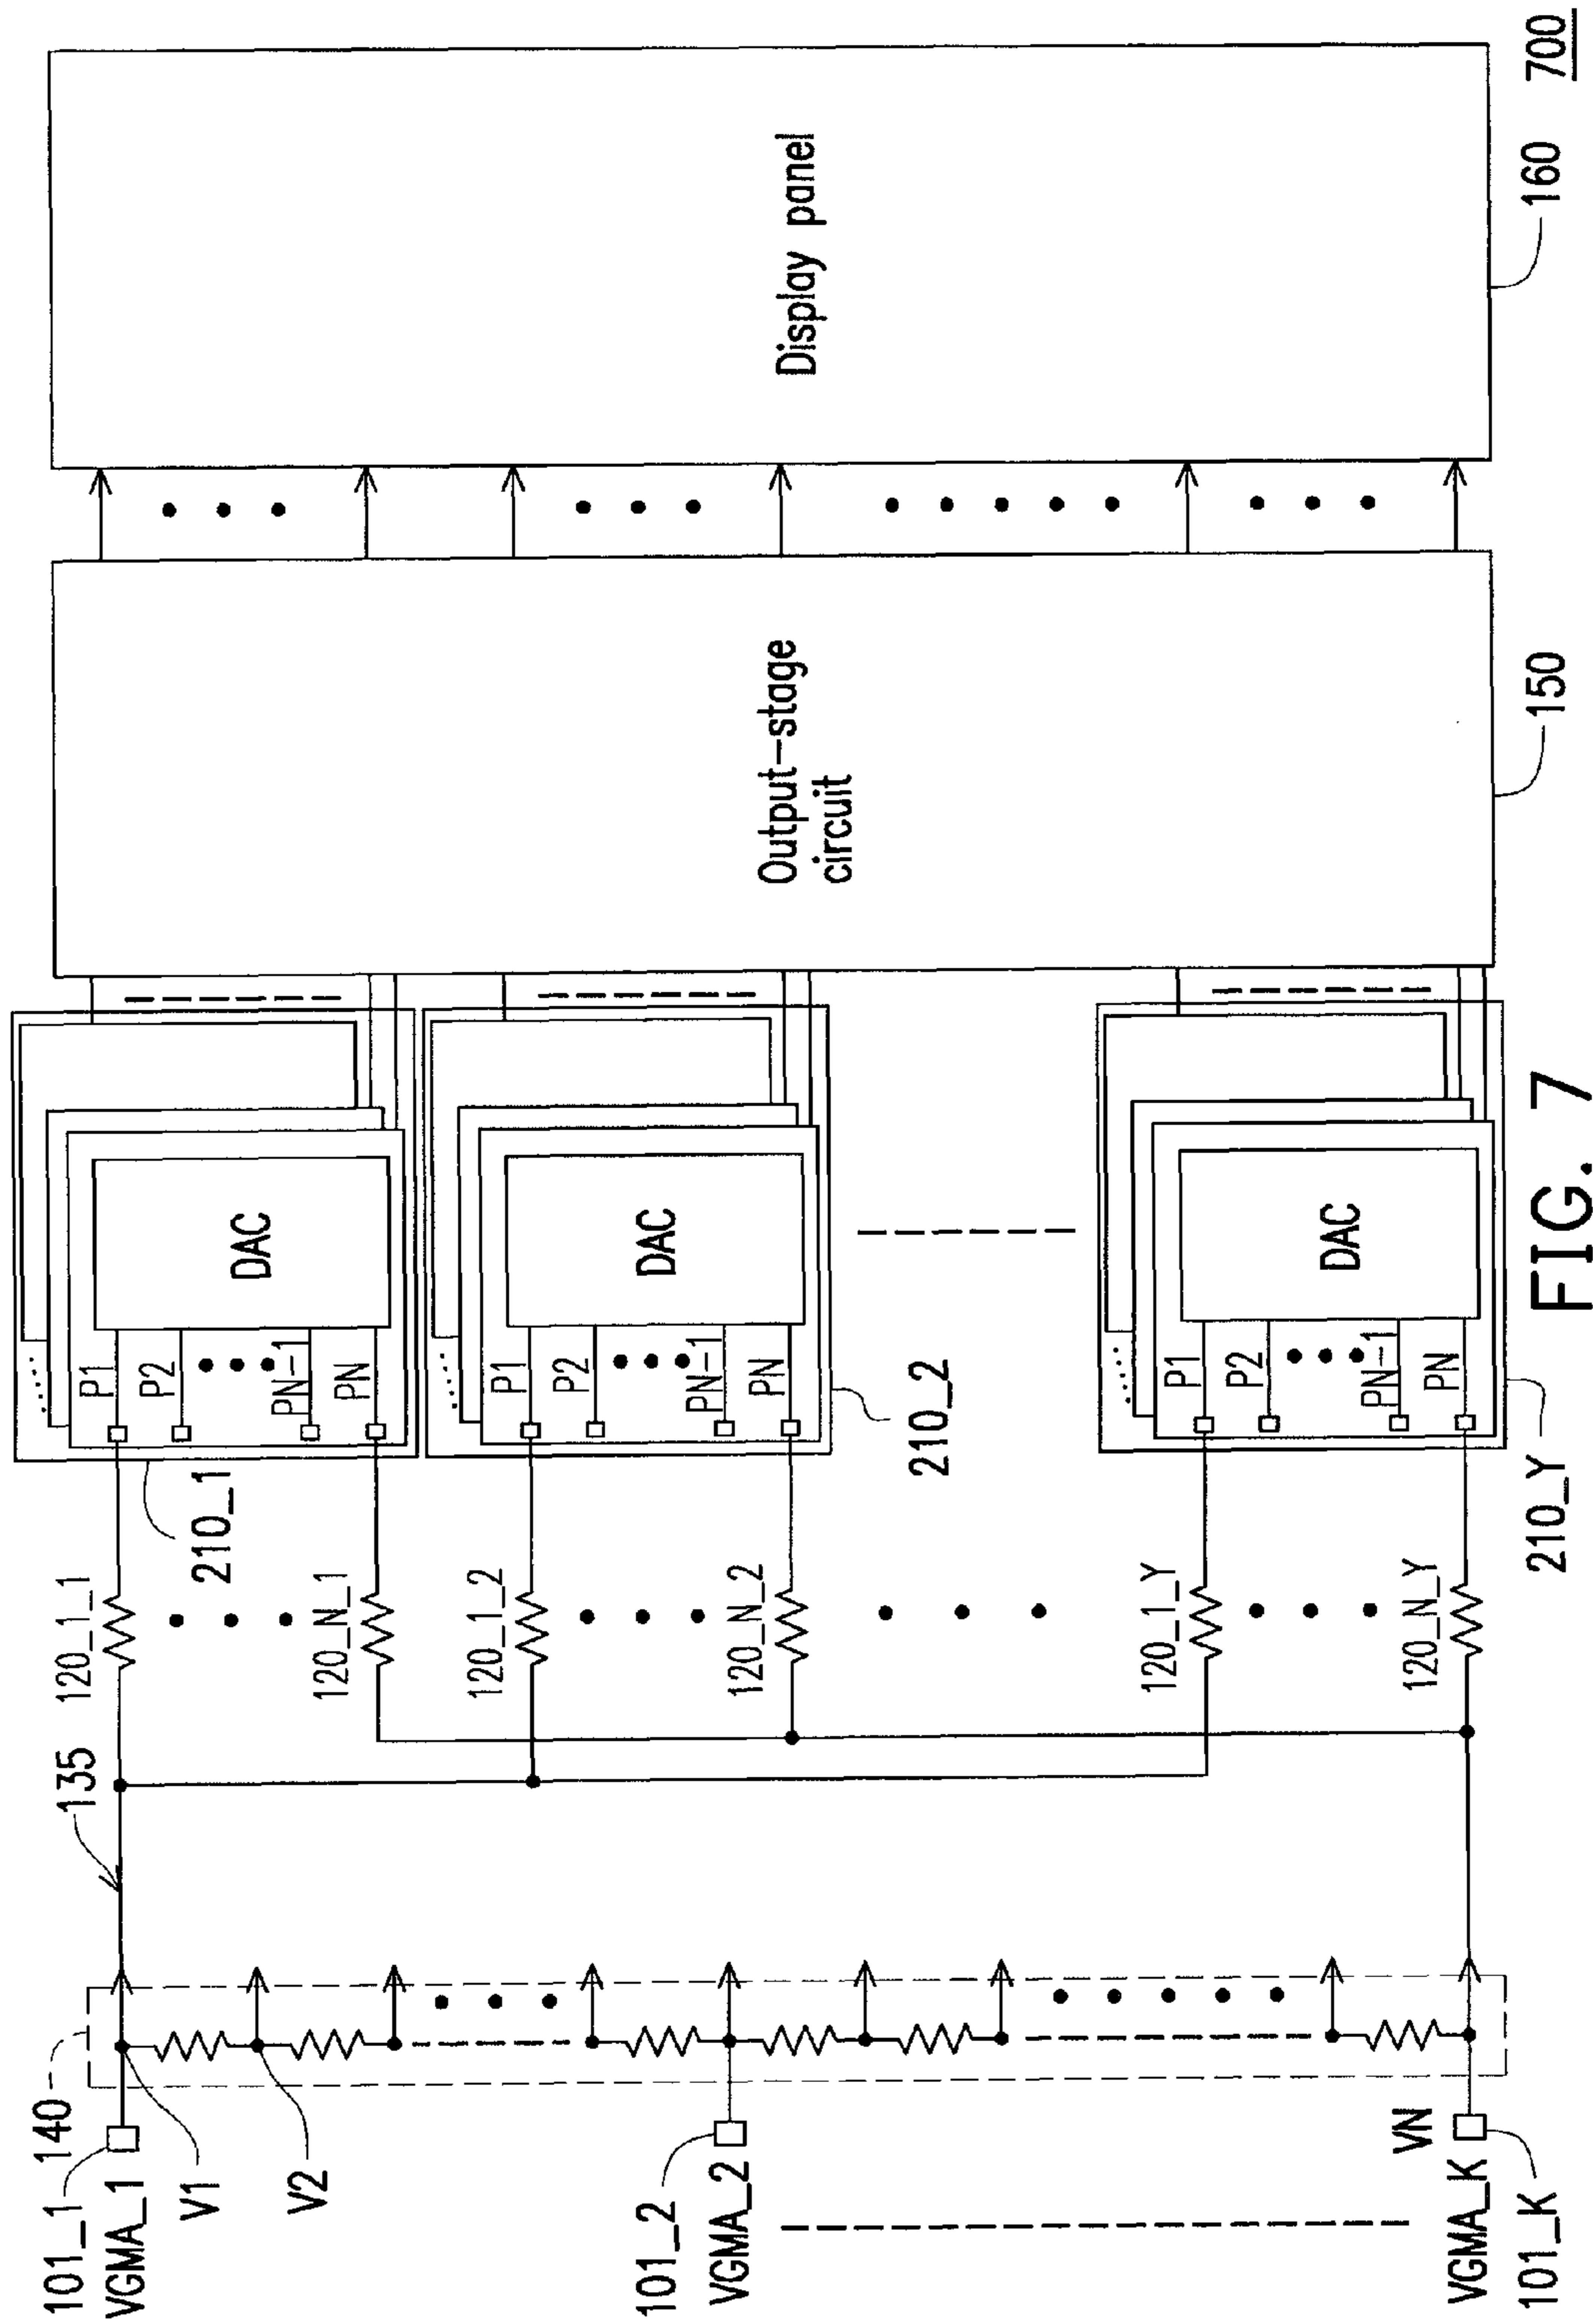 101_1
VGMA_1
140
V1
V2
101_2
VGMA_2
VN
VGMA_K
101_K
135
120_1_1
120_N_1
120_1_2
120_N_2
120_1_Y
120_N_Y
210_1
P1
P2
PN-1
PN
DAC
210_2
P1
P2
PN-1
PN
DAC
210_Y
P1
P2
PN-1
PN
DAC
Output-stage
circuit
150
Display panel
160
700
FIG. 7